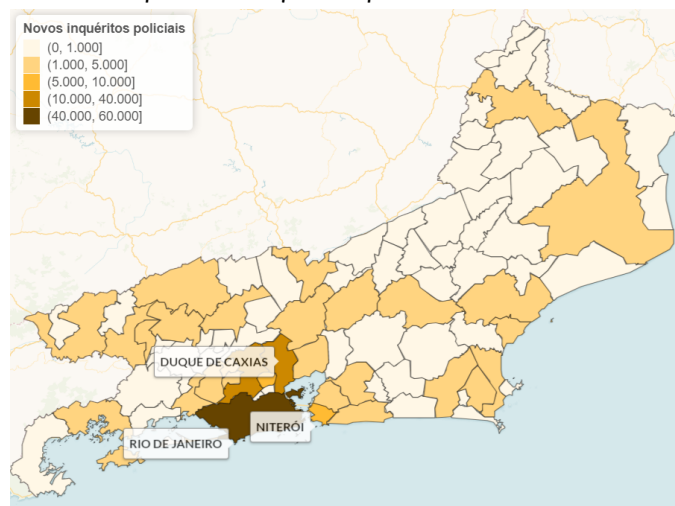 Novos inquéritos policiais
(0, 1.000]
(1.000, 5.000]
(5.000, 10.000]
(10.000, 40.000]
(40.000, 60.000]
DUQUE DE CAXIAS
NITERÓI
RIO DE JANEIRO